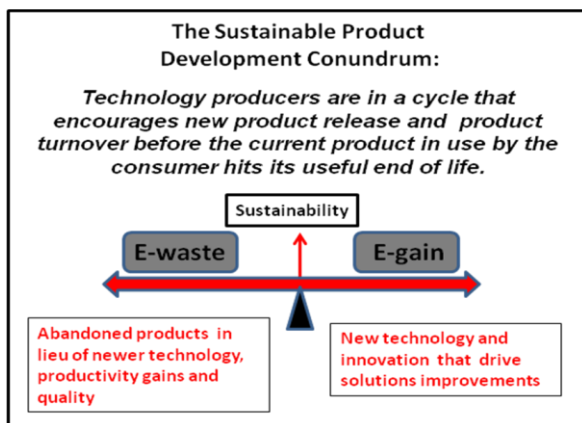 The Sustainable Product
Development Conundrum:
Technology producers are in a cycle that
encourages new product release and product
turnover before the current product in use by the
consumer hits its useful end of life.
Sustainability
E-waste
E-gain
Abandoned products in
lieu of newer technology,
productivity gains and
quality
New technology and
innovation that drive
solutions improvements